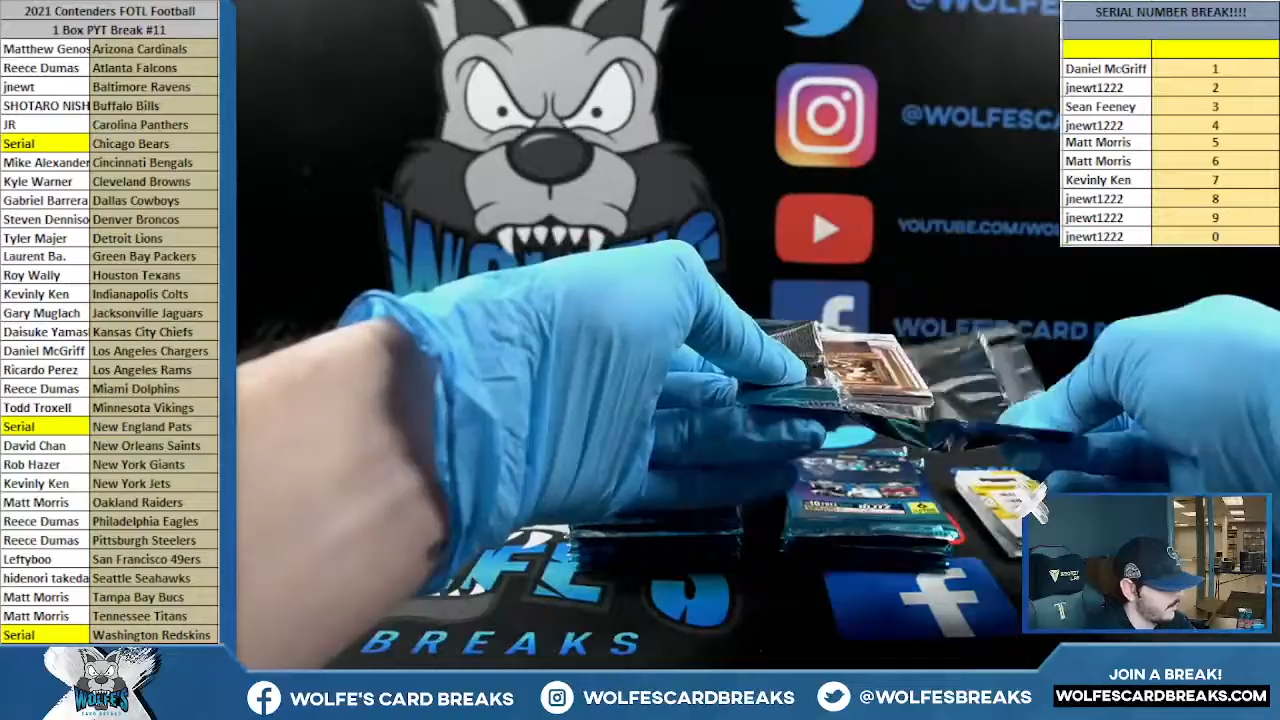 2021 Contenders FOTL Football
1 Box PYT Break #11
Matthew Genos Arizona Cardinals
Reece Dumas Atlanta Falcons
jnewt Baltimore Ravens
SHOTARO NISH Buffalo Bills
JR Carolina Panthers
Serial Chicago Bears
Mike Alexander Cincinnati Bengals
Kyle Warner Cleveland Browns
Gabriel Barrera Dallas Cowboys
Steven Denniso Denver Broncos
Tyler Majer Detroit Lions
Laurent Ba. Green Bay Packers
Roy Wally Houston Texans
Kevinly Ken Indianapolis Colts
Gary Muglach Jacksonville Jaguars
Daisuke Yamas Kansas City Chiefs
Daniel McGriff Los Angeles Chargers
Ricardo Perez Los Angeles Rams
Reece Dumas Miami Dolphins
Todd Troxell Minnesota Vikings
Serial New England Pats
David Chan New Orleans Saints
Rob Hazer New York Giants
Kevinly Ken New York Jets
Matt Morris Oakland Raiders
Reece Dumas Philadelphia Eagles
Reece Dumas Pittsburgh Steelers
Leftyboo San Francisco 49ers
hidenori takeda Seattle Seahawks
Matt Morris Tampa Bay Bucs
Matt Morris Tennessee Titans
Serial Washington Redskins
SERIAL NUMBER BREAK!!!!
Daniel McGriff 1
jnewt1222 2
Sean Feeney 3
jnewt1222 4
Matt Morris 5
Matt Morris 6
Kevinly Ken 7
jnewt1222 8
jnewt1222 9
jnewt1222 0
@WOLFESCA
YOUTUBE.COM/WO
WOLFE'S CARD
BREAKS
WOLFE'S
JOIN A BREAK!
WOLFE'S CARD BREAKS
WOLFESCARDBREAKS
@WOLFESBREAKS
WOLFESCARDBREAKS.COM